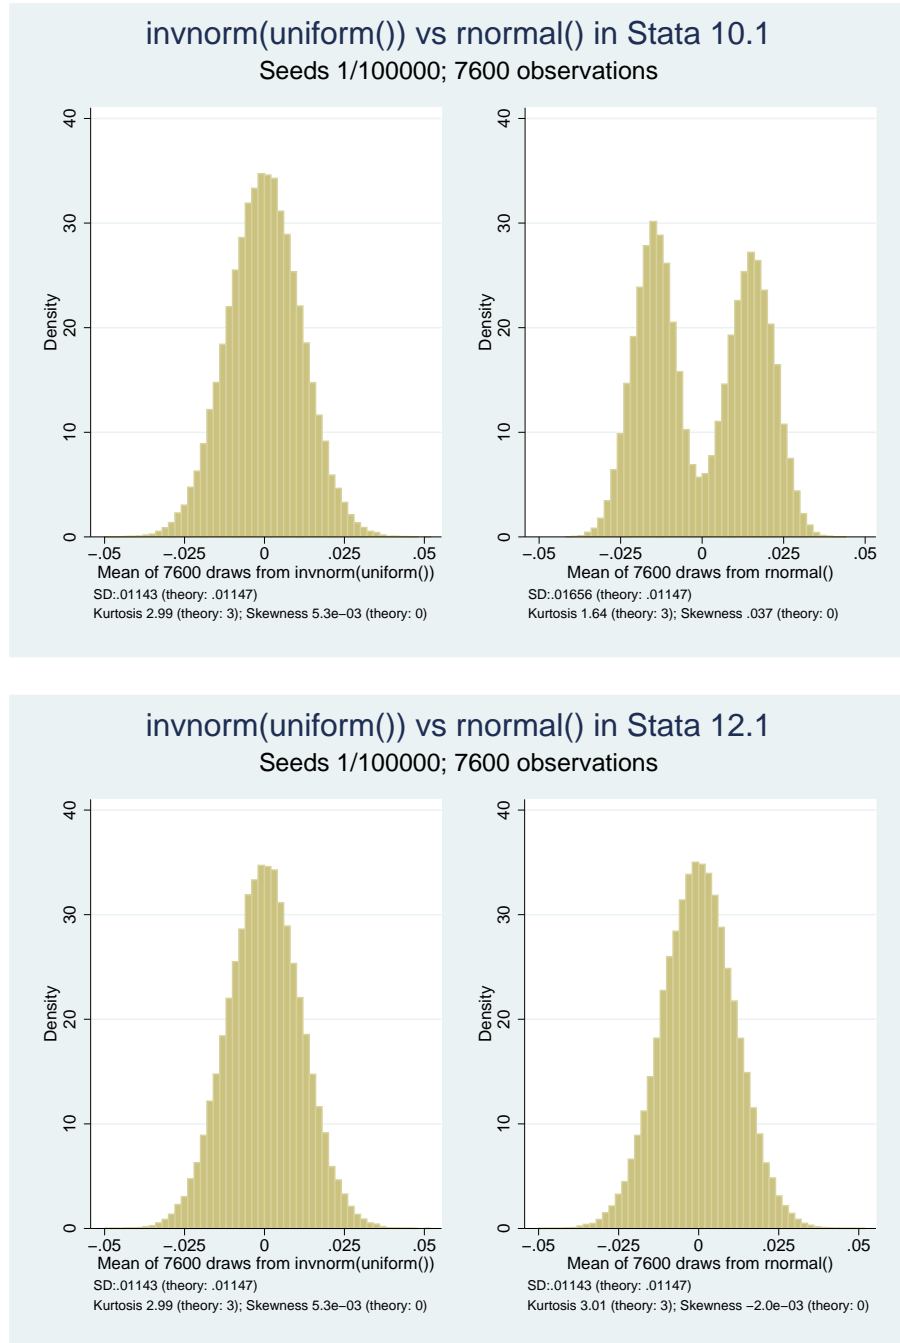 invnorm(uniform()) vs rnormal() in Stata 10.1
Seeds 1/100000; 7600 observations
40
30
20
10
0
Density
−.05 −.025 0 .025 .05
Mean of 7600 draws from invnorm(uniform())
SD:.01143 (theory: .01147)
Kurtosis 2.99 (theory: 3); Skewness 5.3e−03 (theory: 0)
40
30
20
10
0
Density
−.05 −.025 0 .025 .05
Mean of 7600 draws from rnormal()
SD:.01656 (theory: .01147)
Kurtosis 1.64 (theory: 3); Skewness .037 (theory: 0)
invnorm(uniform()) vs rnormal() in Stata 12.1
Seeds 1/100000; 7600 observations
40
30
20
10
0
Density
−.05 −.025 0 .025 .05
Mean of 7600 draws from invnorm(uniform())
SD:.01143 (theory: .01147)
Kurtosis 2.99 (theory: 3); Skewness 5.3e−03 (theory: 0)
40
30
20
10
0
Density
−.05 −.025 0 .025 .05
Mean of 7600 draws from rnormal()
SD:.01143 (theory: .01147)
Kurtosis 3.01 (theory: 3); Skewness −2.0e−03 (theory: 0)